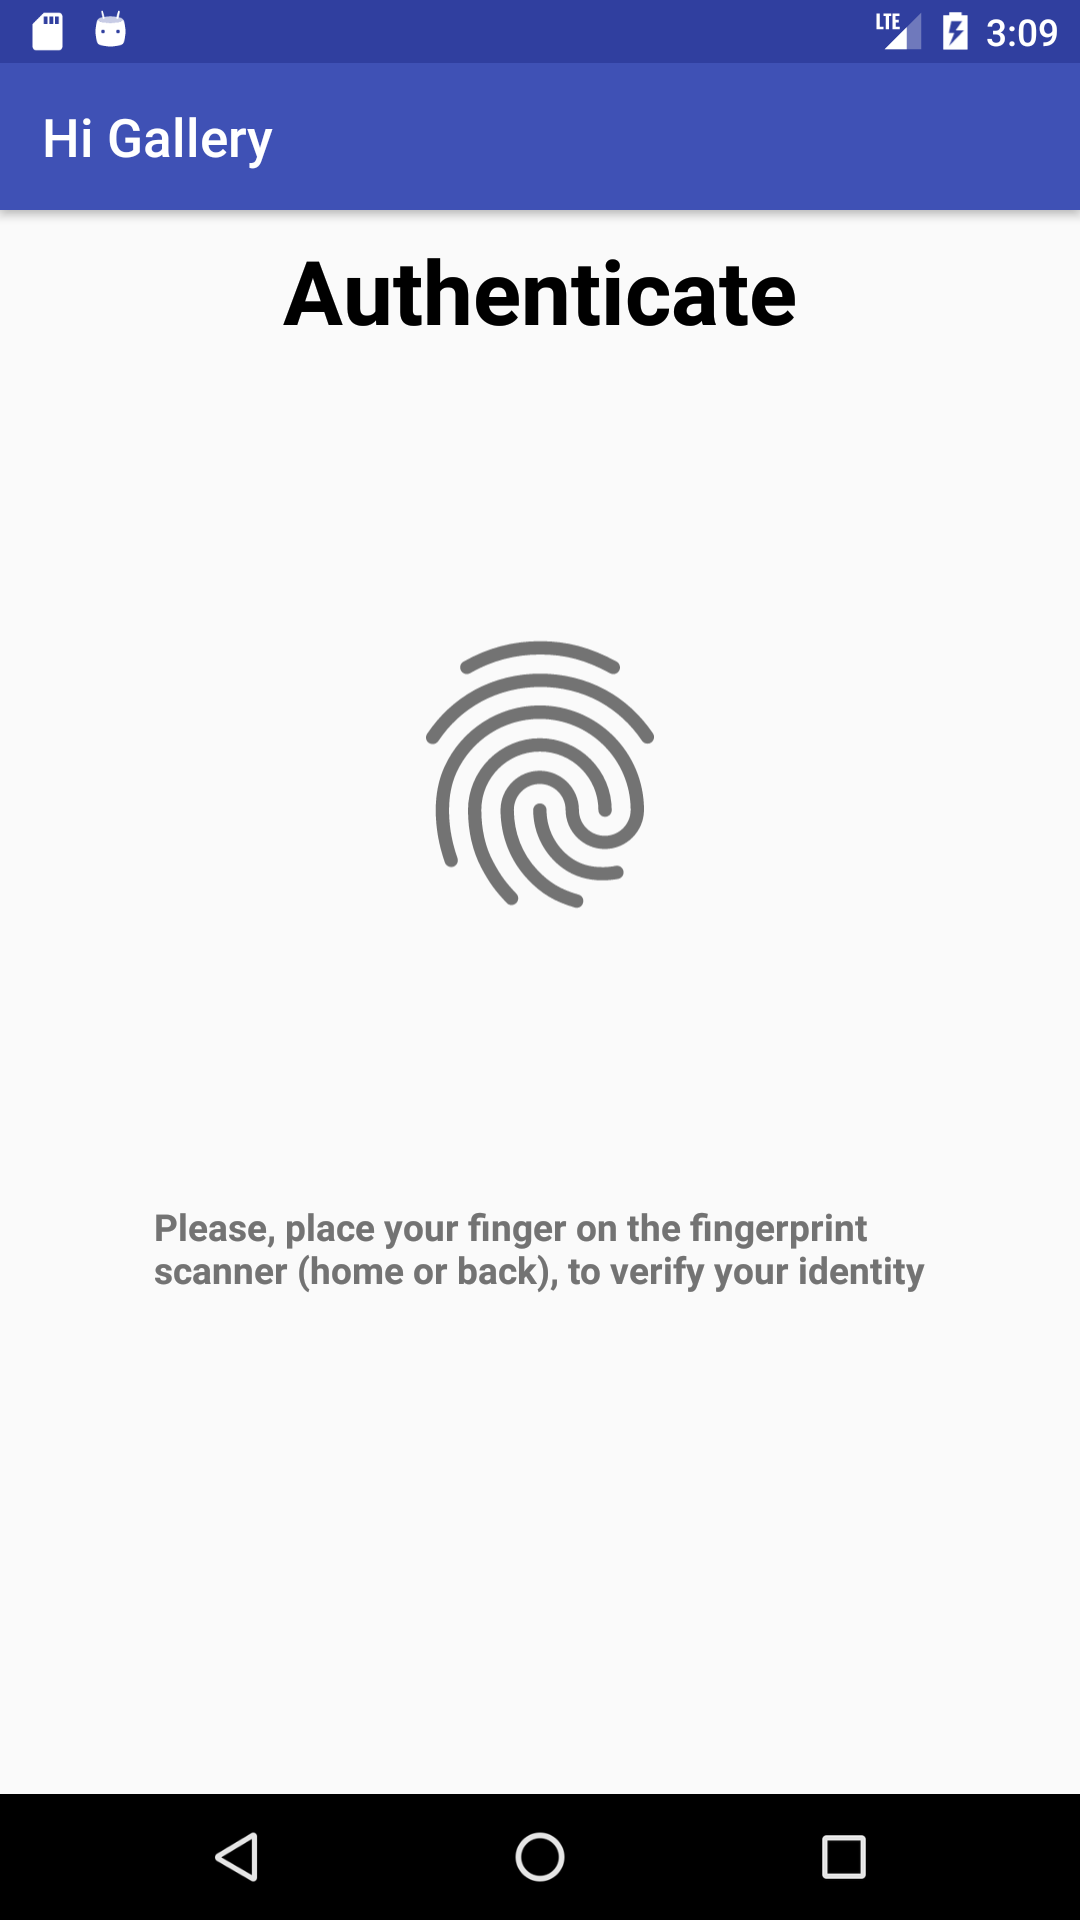 LTE 3:09
Hi Gallery
Authenticate
Please, place your finger on the fingerprint
scanner (home or back), to verify your identity